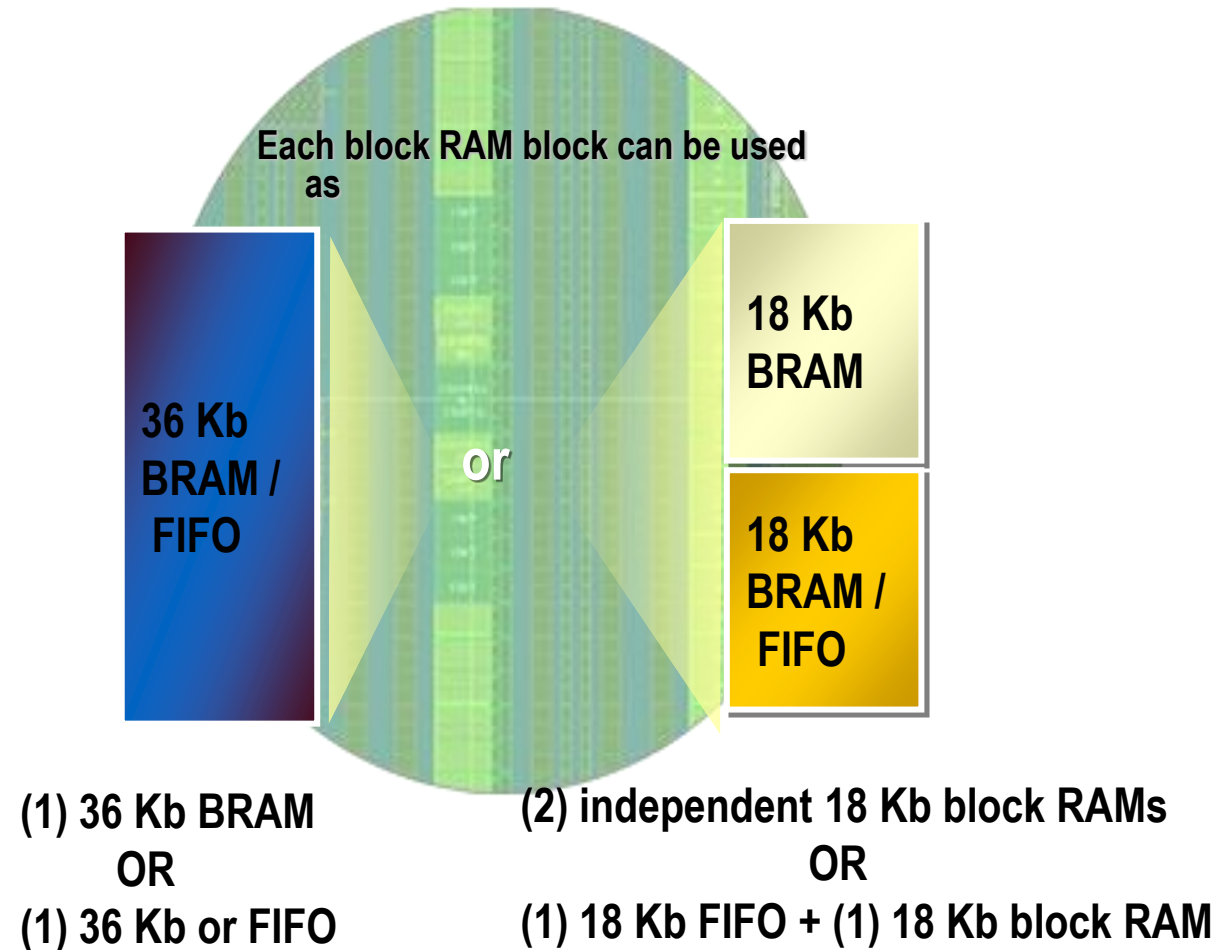 Each block RAM block can be used
as
36 Kb
BRAM /
FIFO
or
18 Kb
BRAM
18 Kb
BRAM /
FIFO
(1) 36 Kb BRAM
OR
(1) 36 Kb or FIFO
(2) independent 18 Kb block RAMs
OR
(1) 18 Kb FIFO + (1) 18 Kb block RAM